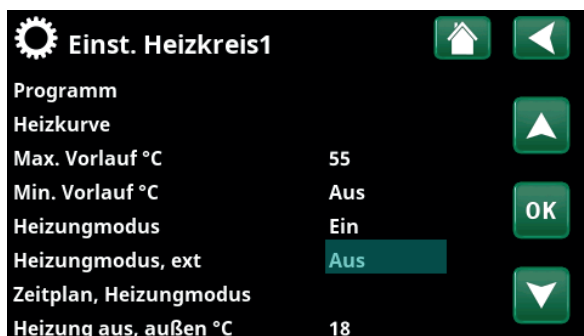 Einst. Heizkreis1
Programm
Heizkurve
Max. Vorlauf °C 55
Min. Vorlauf °C Aus
Heizungmodus Ein
Heizungmodus, ext Aus
Zeitplan, Heizungmodus
Heizung aus, außen °C 18
OK